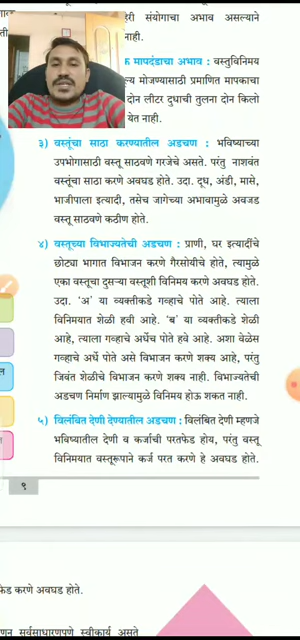 हेरी संयोगाचा अभाव असल्याने
नाही.
मापदंडाचा अभाव : वस्तुविनिमय
ल्य मोजण्यासाठी प्रमाणित मापकाचा
दोन लीटर दुधाची तुलना दोन किलो
येत नाही.
३) वस्तूंचा साठा करण्यातील अडचण : भविष्याच्या
उपभोगासाठी वस्तू साठवणे गरजेचे असते. परंतु नाशवंत
वस्तूंचा साठा करणे अवघड होते. उदा. दूध, अंडी, मासे,
भाजीपाला इत्यादी, तसेच जागेच्या अभावामुळे अवजड
वस्तू साठवणे कठीण होते.
४) वस्तूच्या विभाज्यतेची अडचण : प्राणी, घर इत्यादींचे
छोट्या भागात विभाजन करणे गैरसोयीचे होते, त्यामुळे
एका वस्तूचा दुसऱ्या वस्तूशी विनिमय करणे अवघड होते.
उदा. ‘अ’ या व्यक्तीकडे गव्हाचे पोते आहे. त्याला
विनिमयात शेळी हवी आहे. ‘ब’ या व्यक्तीकडे शेळी
आहे, त्याला गव्हाचे अर्धेच पोते हवे आहे. अशा वेळेस
गव्हाचे अर्धे पोते असे विभाजन करणे शक्य आहे, परंतु
जिवंत शेळीचे विभाजन करणे शक्य नाही. विभाज्यतेची
अडचण निर्माण झाल्यामुळे विनिमय होऊ शकत नाही.
५) विलंबित देणी देण्यातील अडचण : विलंबित देणी म्हणजे
भविष्यातील देणी व कर्जाची परतफेड होय, परंतु वस्तू
विनिमयात वस्तूरूपाने कर्ज परत करणे हे अवघड होते.
९
फेड करणे अवघड होते.
सर्वसाधारणपणे स्वीकार्य असते